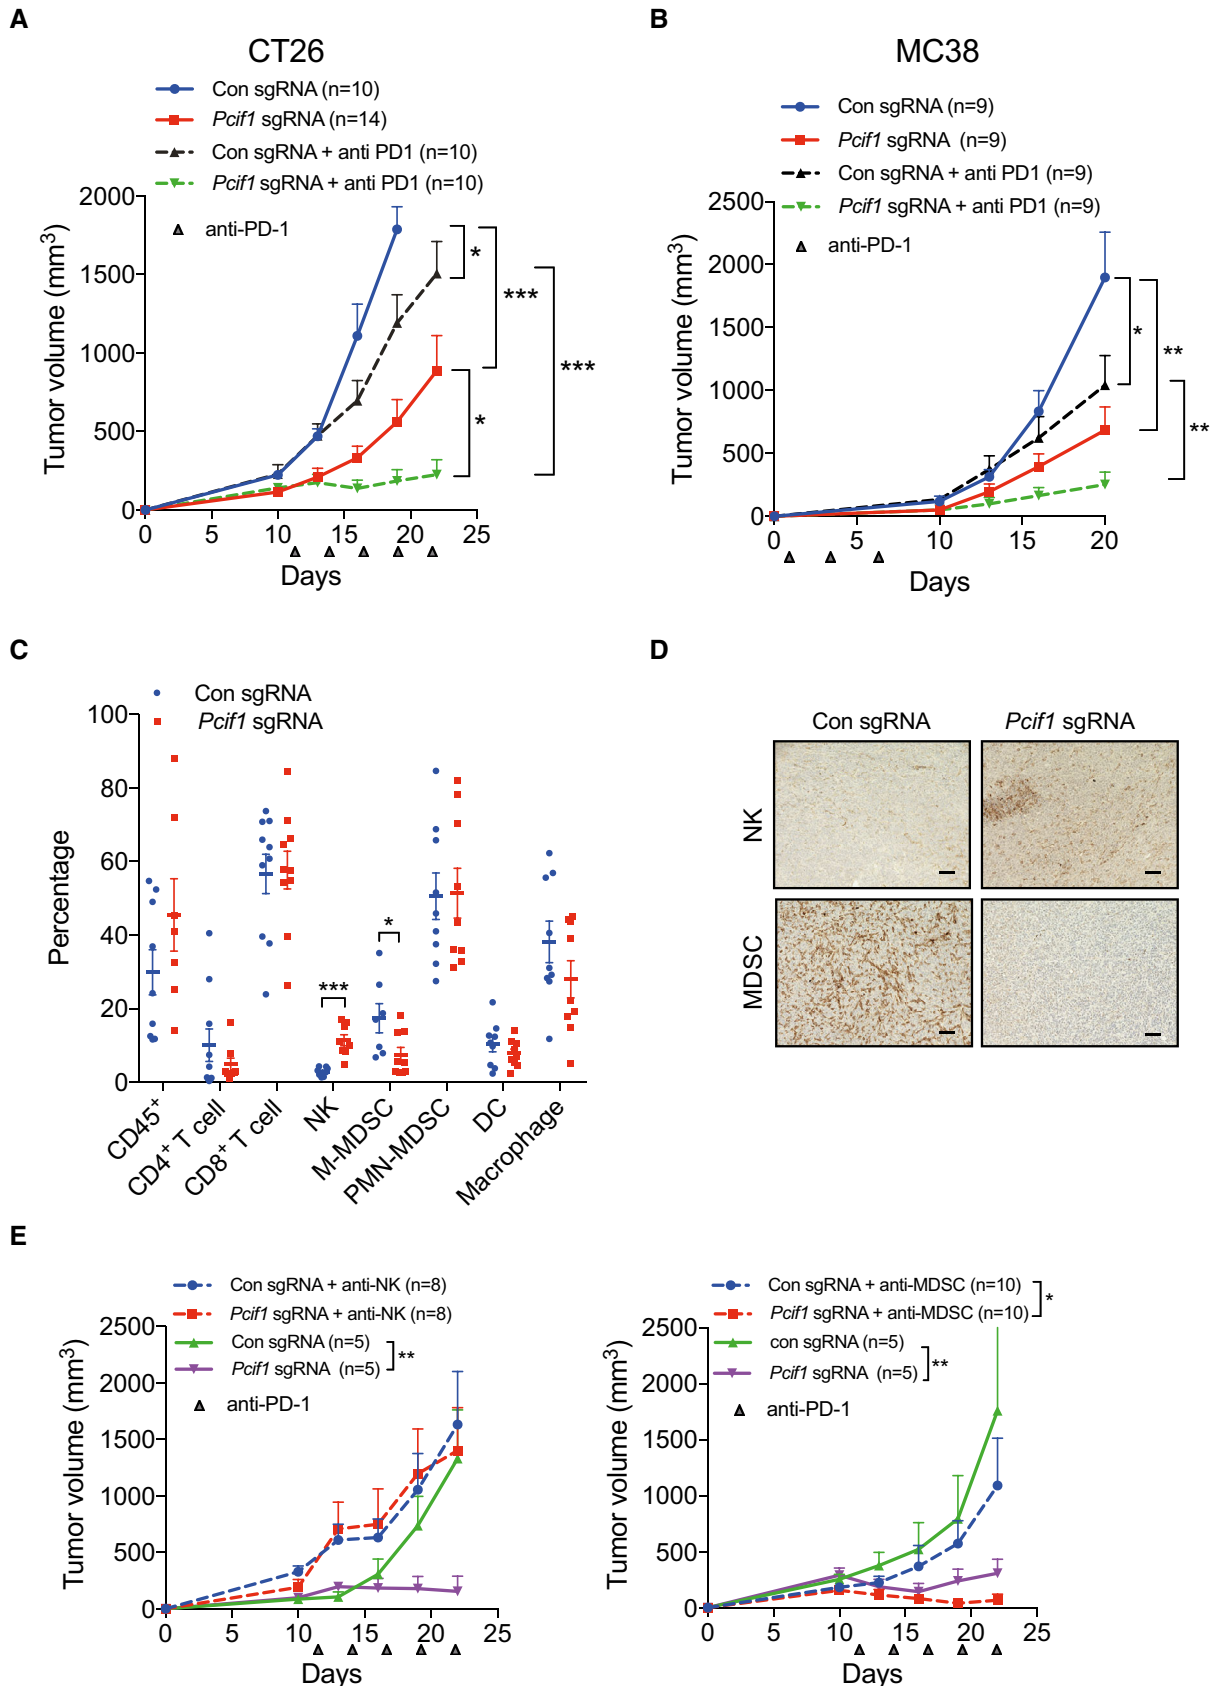 A
CT26
Con sgRNA (n=10)
Pcif1 sgRNA (n=14)
Con sgRNA + anti PD1 (n=10)
Pcif1 sgRNA + anti PD1 (n=10)
anti-PD-1
Tumor volume (mm³)
2000
1500
1000
500
0
0 5 10 15 20 25
Days
*
***
***
*
B
MC38
Con sgRNA (n=9)
Pcif1 sgRNA (n=9)
Con sgRNA + anti PD1 (n=9)
Pcif1 sgRNA + anti PD1 (n=9)
anti-PD-1
Tumor volume (mm³)
2500
2000
1500
1000
500
0
0 5 10 15 20
Days
*
**
**
C
Con sgRNA
Pcif1 sgRNA
Percentage
100
80
60
40
20
0
***
*
CD45⁺
CD4⁺ T cell
CD8⁺ T cell
NK
M-MDSC
PMN-MDSC
DC
Macrophage
D
Con sgRNA Pcif1 sgRNA
NK
MDSC
E
Con sgRNA + anti-NK (n=8)
Pcif1 sgRNA + anti-NK (n=8)
Con sgRNA (n=5)
Pcif1 sgRNA (n=5)
**
anti-PD-1
Tumor volume (mm³)
2500
2000
1500
1000
500
0
0 5 10 15 20 25
Days
Con sgRNA + anti-MDSC (n=10)
Pcif1 sgRNA + anti-MDSC (n=10)
*
con sgRNA (n=5)
Pcif1 sgRNA (n=5)
**
anti-PD-1
Tumor volume (mm³)
2500
2000
1500
1000
500
0
0 5 10 15 20 25
Days